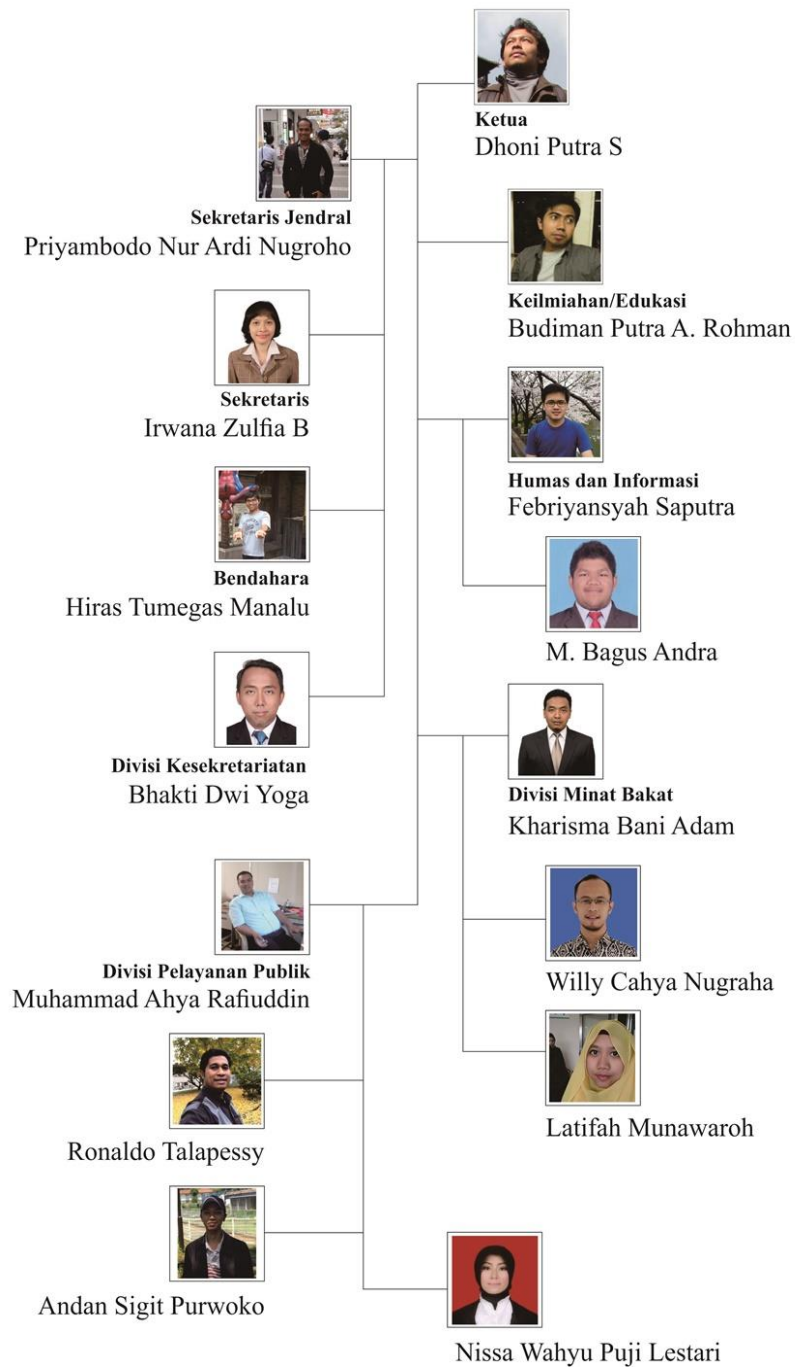 Ketua
Dhoni Putra S
Sekretaris Jendral
Priyambodo Nur Ardi Nugroho
Keilmiahan/Edukasi
Budiman Putra A. Rohman
Sekretaris
Irwana Zulfia B
Humas dan Informasi
Febriyansyah Saputra
Bendahara
Hiras Tumegas Manalu
M. Bagus Andra
Divisi Kesekretariatan
Bhakti Dwi Yoga
Divisi Minat Bakat
Kharisma Bani Adam
Divisi Pelayanan Publik
Muhammad Ahya Rafiuddin
Willy Cahya Nugraha
Ronaldo Talapessy
Latifah Munawaroh
Andan Sigit Purwoko
Nissa Wahyu Puji Lestari